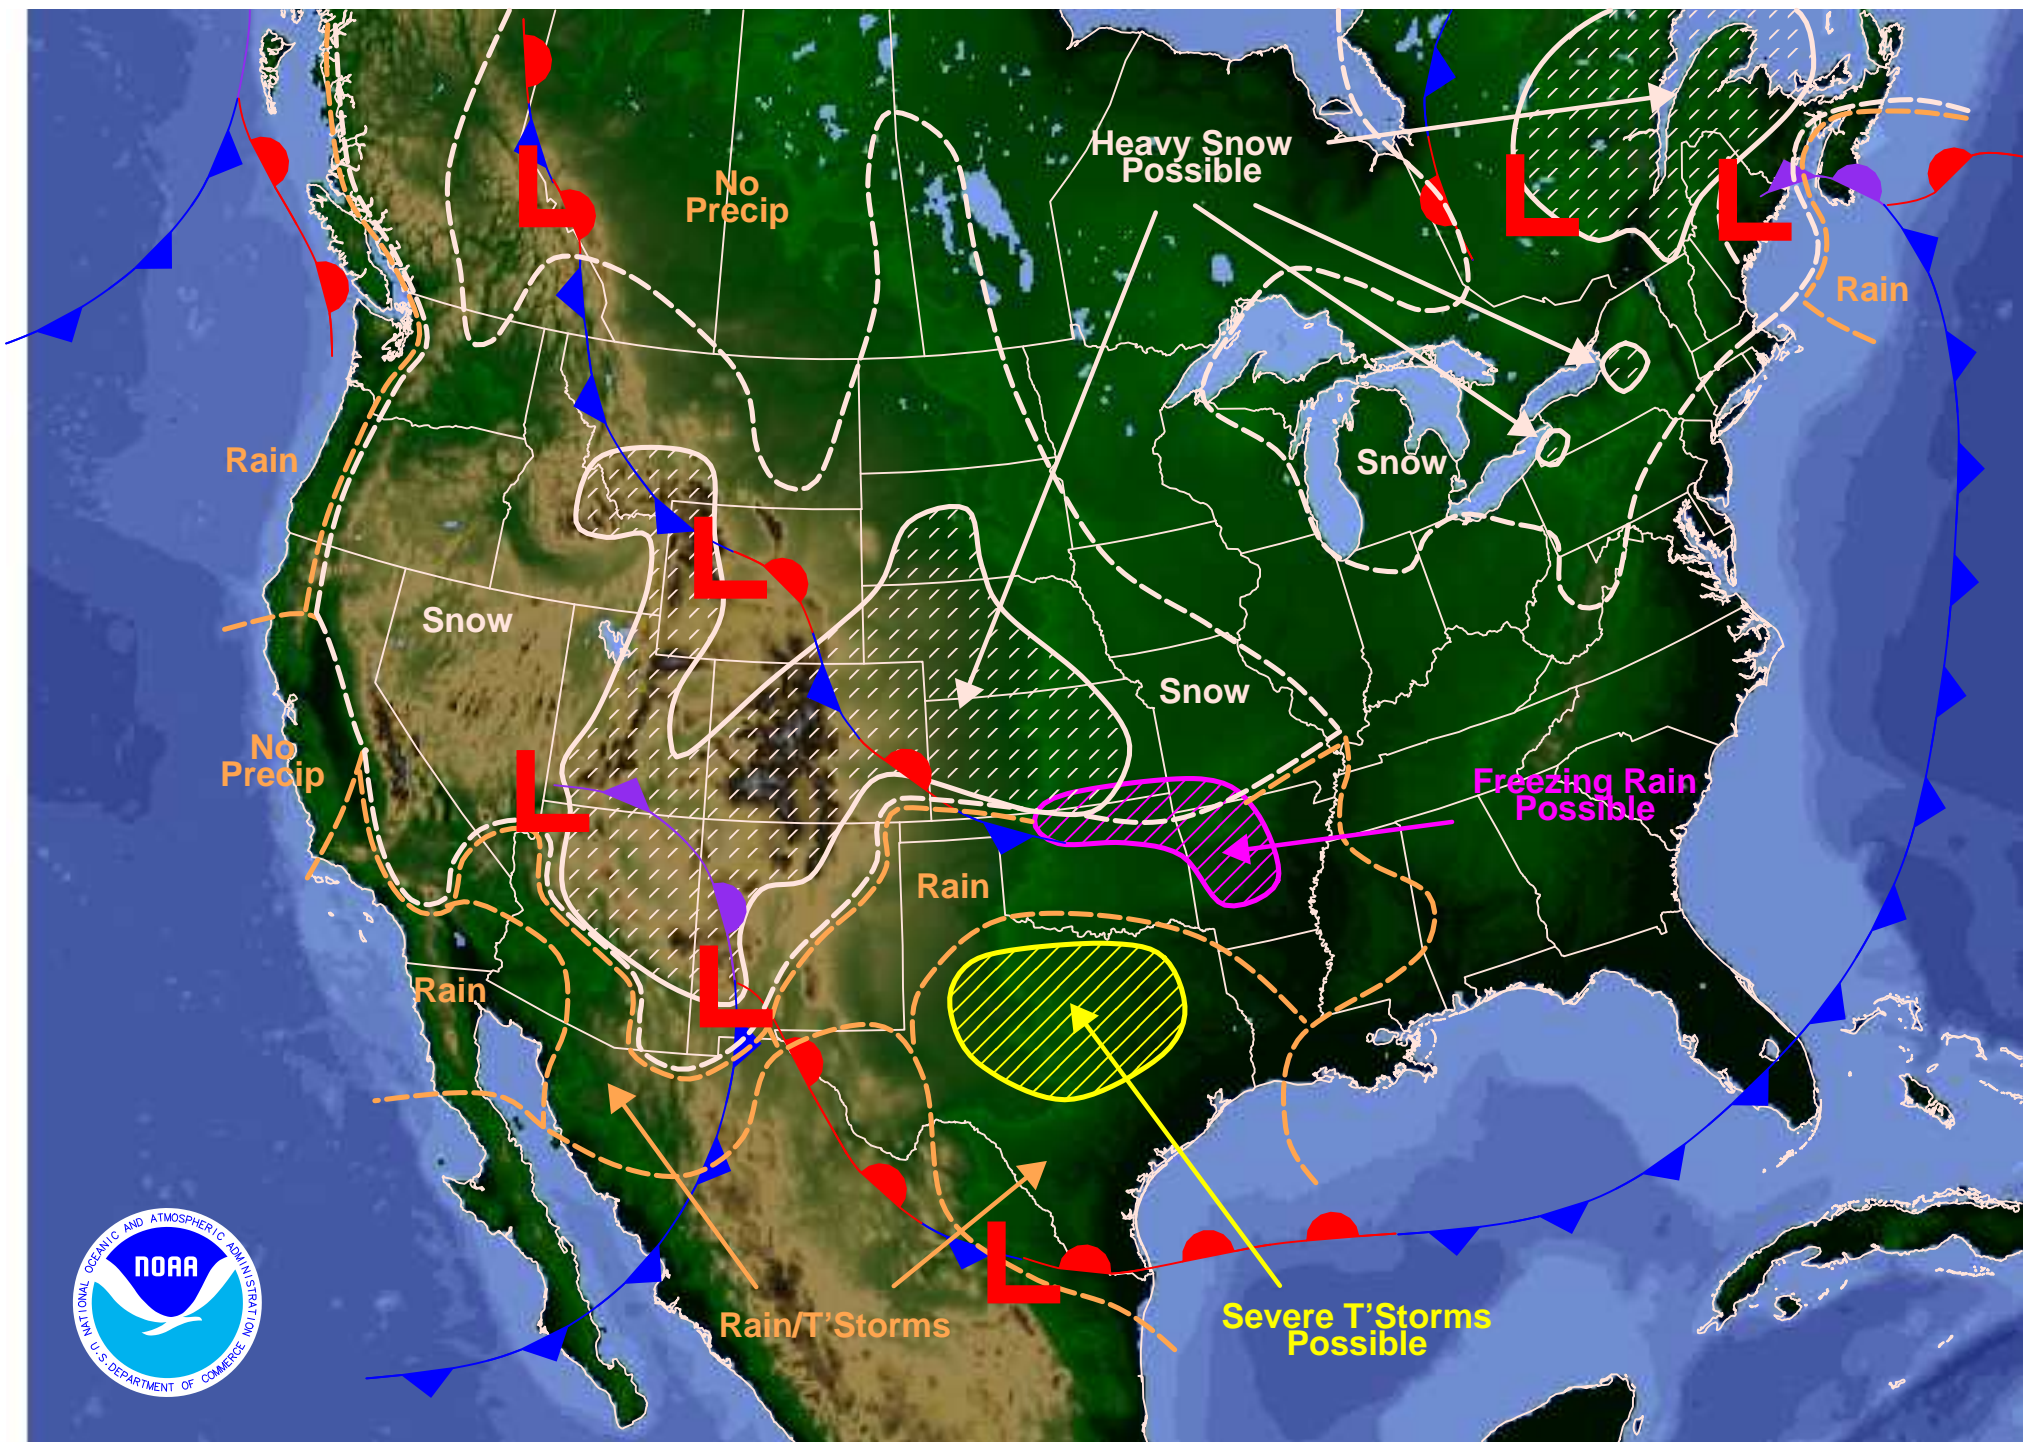 Heavy Snow
Possible
No
Precip
L
L
L
Rain
Rain
Snow
L
Snow
Snow
No
Precip
L
Freezing Rain
Possible
Rain
Rain
L
L
Rain/T'Storms
Severe T'Storms
Possible
NATIONAL OCEANIC AND ATMOSPHERIC ADMINISTRATION
NOAA
U.S. DEPARTMENT OF COMMERCE